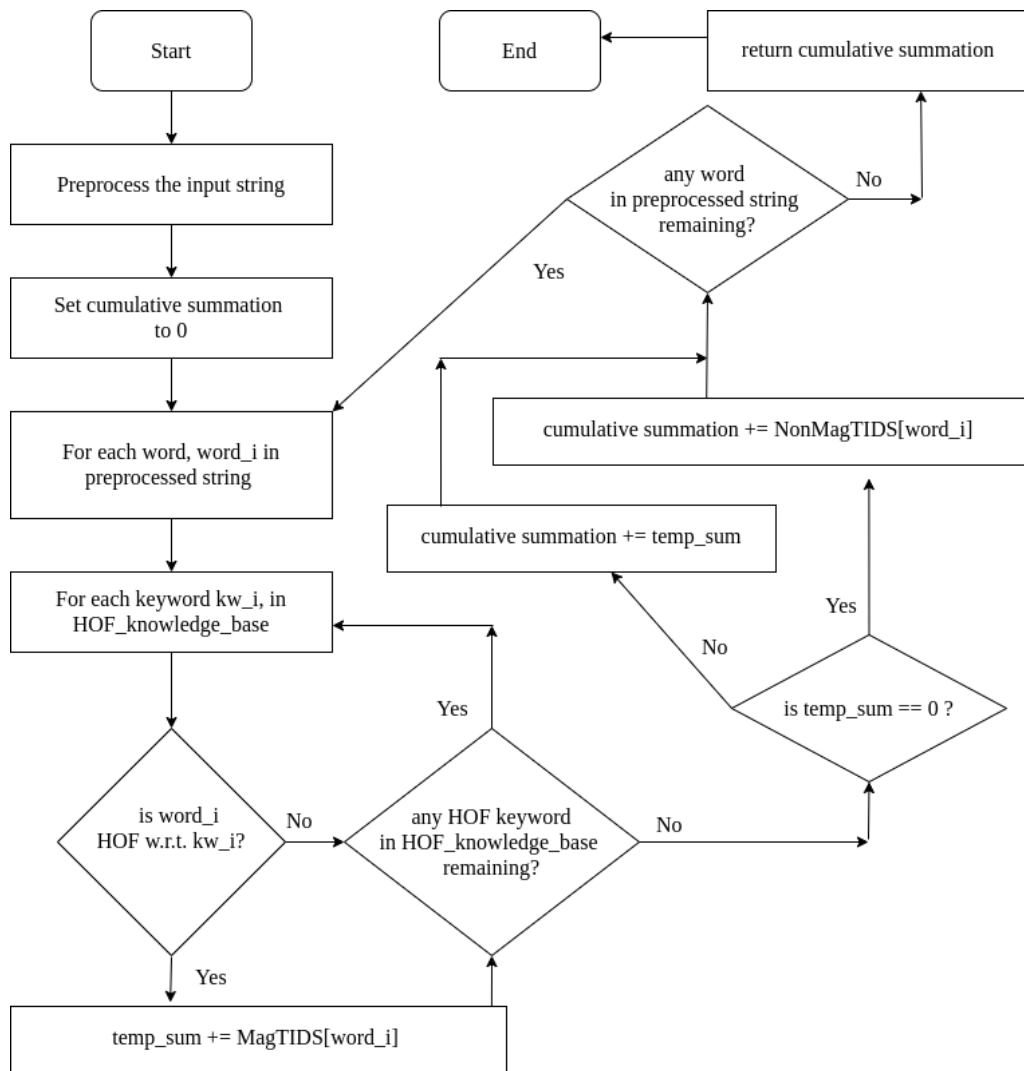 Start
End
return cumulative summation
Preprocess the input string
any word
in preprocessed string
remaining?
No
Yes
Set cumulative summation
to 0
For each word, word_i in
preprocessed string
cumulative summation += NonMagTIDS[word_i]
cumulative summation += temp_sum
For each keyword kw_i, in
HOF_knowledge_base
Yes
No
Yes
is temp_sum == 0 ?
is word_i
HOF w.r.t. kw_i?
No
any HOF keyword
in HOF_knowledge_base
remaining?
No
Yes
temp_sum += MagTIDS[word_i]